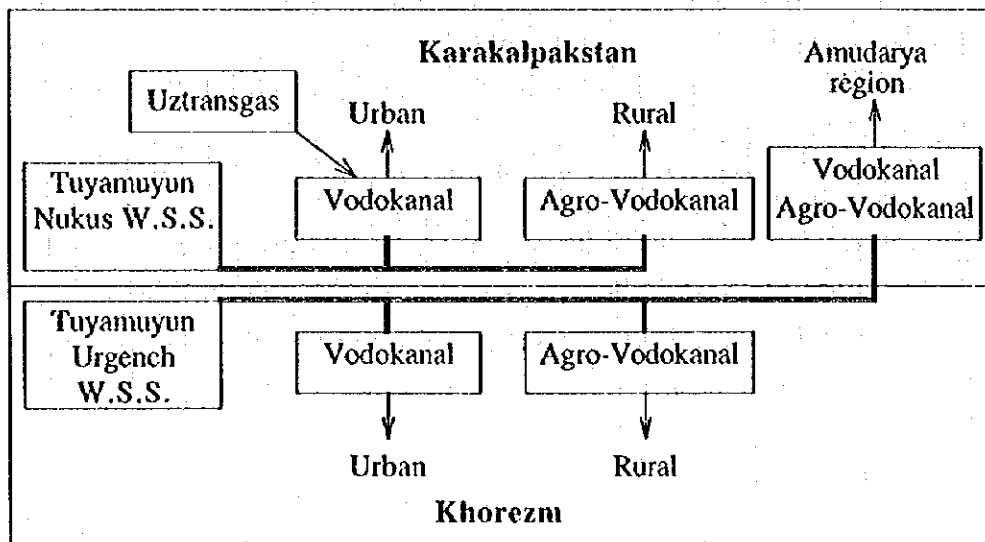 Karakalpakstan
Amudarya
region
Uztransgas
Urban
Rural
Tuyamuyun
Nukus W.S.S.
Vodokanal
Agro-Vodokanal
Vodokanal
Agro-Vodokanal
Tuyamuyun
Urgench
W.S.S.
Vodokanal
Agro-Vodokanal
Urban
Rural
Khorezm